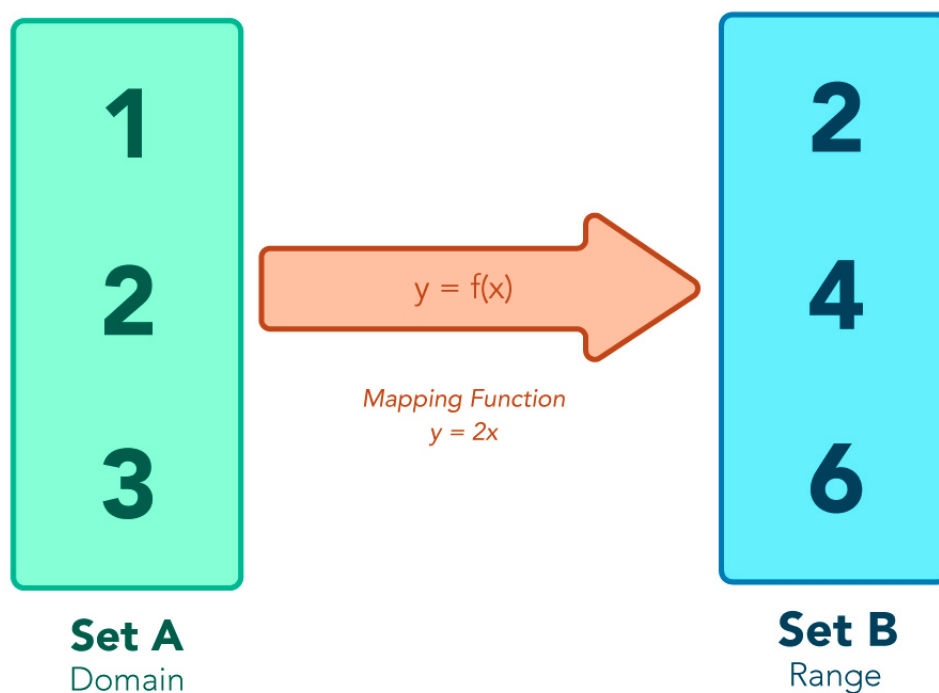 1
2
3
Set A
Domain
y = f(x)
Mapping Function
y = 2x
2
4
6
Set B
Range